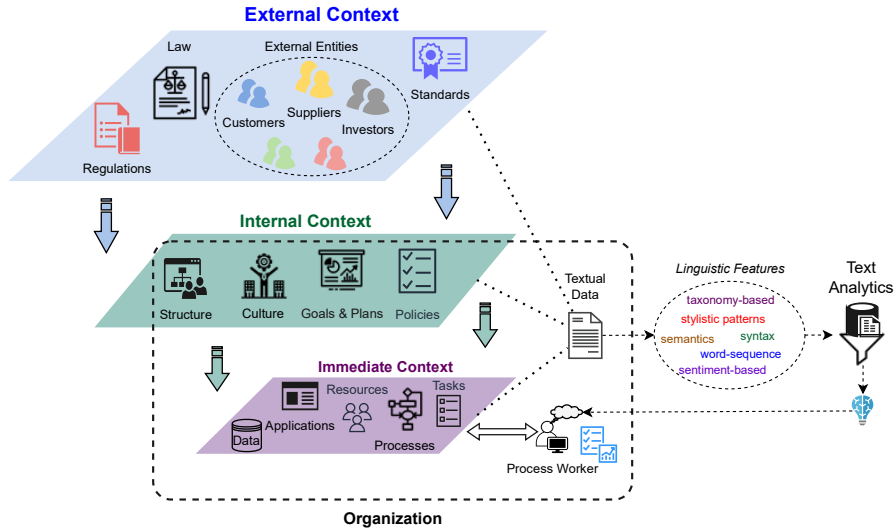 External Context
Law
External Entities
Standards
Customers
Suppliers
Investors
Regulations
Internal Context
Structure
Culture
Goals & Plans
Policies
Textual
Data
Linguistic Features
taxonomy-based
stylistic patterns
semantics
syntax
word-sequence
sentiment-based
Text
Analytics
Immediate Context
Data
Applications
Resources
Processes
Tasks
Process Worker
Organization